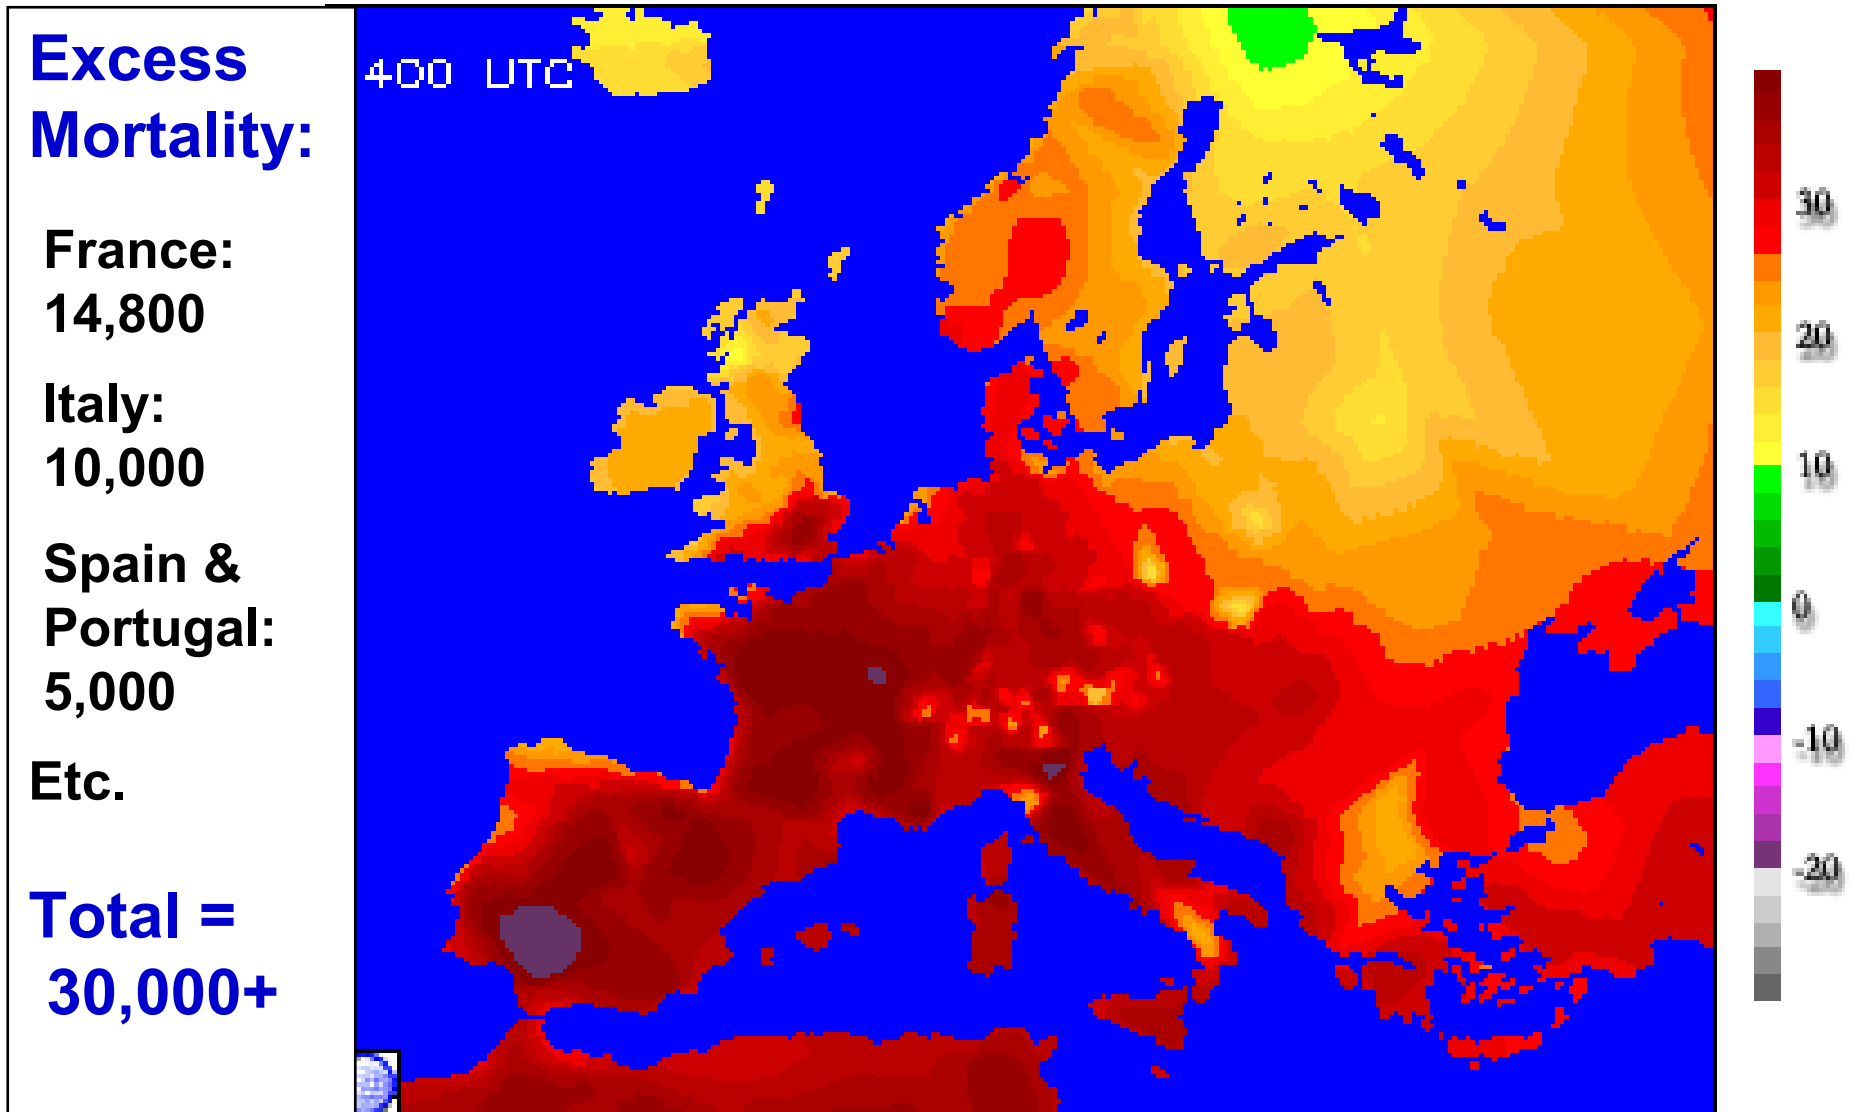 Excess
Mortality:
France:
14,800
Italy:
10,000
Spain &
Portugal:
5,000
Etc.
Total =
30,000+
400 UTC
30
20
10
0
-10
-20